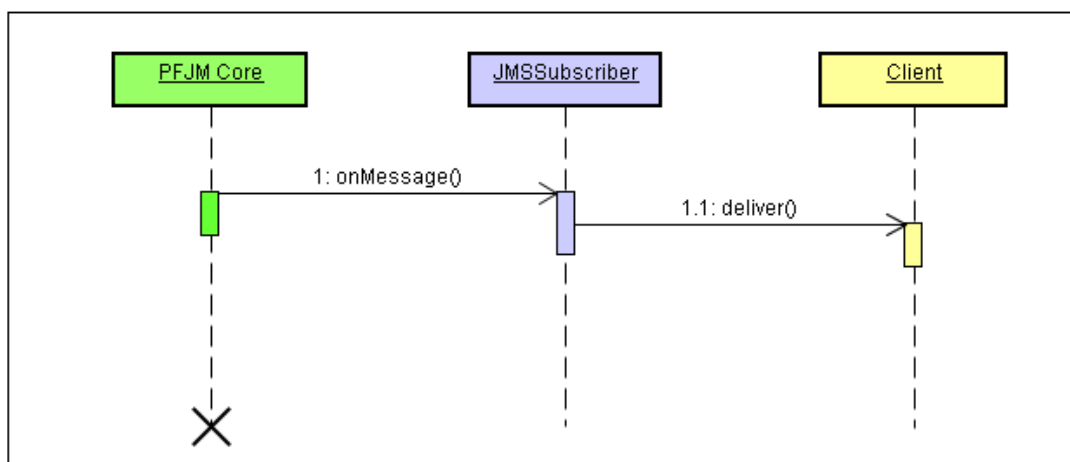 PFJM Core
JMSSubscriber
Client
1: onMessage()
1.1: deliver()